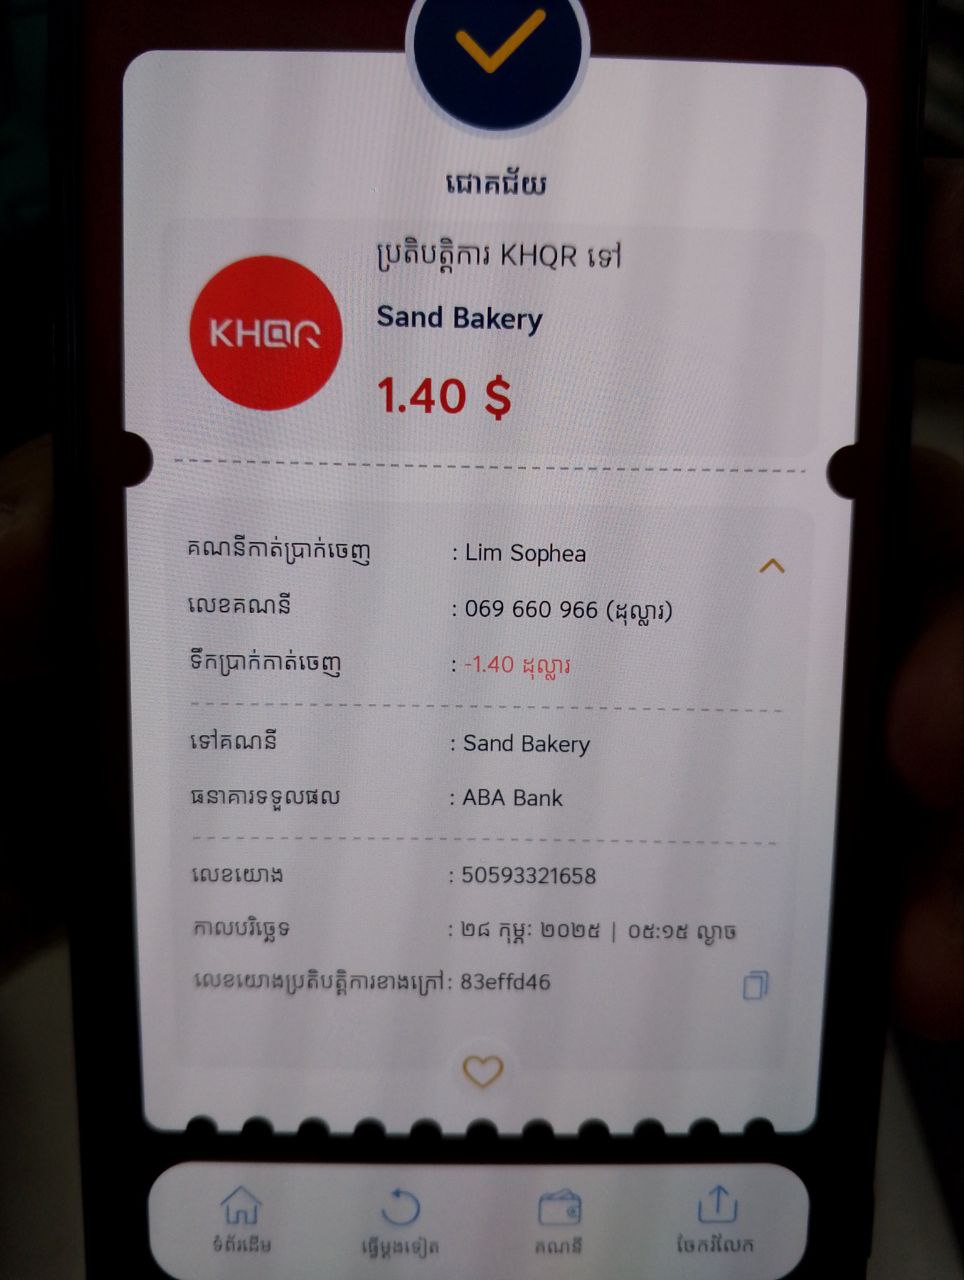 ជោគជ័យ
ប្រតិបត្តិការ KHQR ទៅ
KHQR
Sand Bakery
1.40 $
គណនីកាត់ប្រាក់ចេញ : Lim Sophea
លេខគណនី : 069 660 966 (ដុល្លារ)
ទឹកប្រាក់កាត់ចេញ : -1.40 ដុល្លារ
ទៅគណនី : Sand Bakery
ធនាគារទទួលផល : ABA Bank
លេខយោង : 50593321658
កាលបរិច្ឆេទ : ២៨ កុម្ភៈ ២០២៥ | ០៥:១៥ ល្ងាច
លេខយោងប្រតិបត្តិការខាងក្រៅ : 83effd46
ទំព័រដើម ធ្វើម្តងទៀត គណនី ចែករំលែក